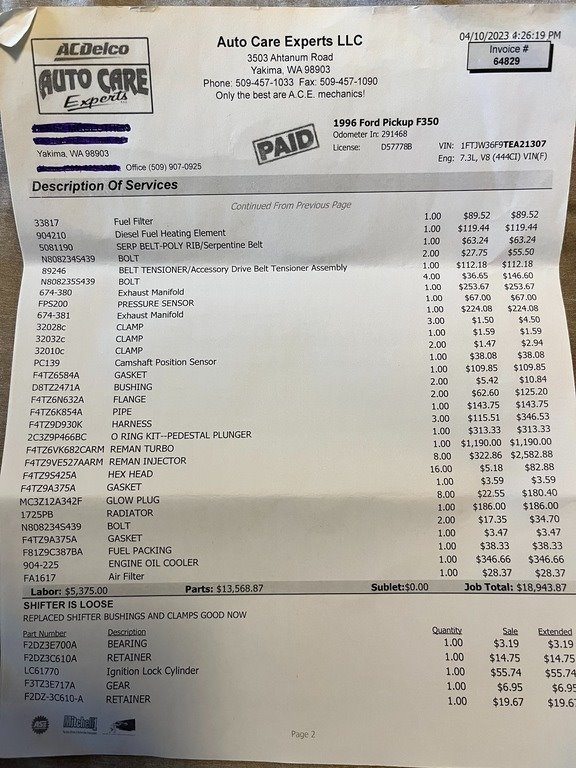 ACDelco
AUTO CARE
Experts
Auto Care Experts LLC
3503 Ahtanum Road
Yakima, WA 98903
Phone: 509-457-1033 Fax: 509-457-1090
Only the best are A.C.E. mechanics!
04/10/2023 4:26:19 PM
Invoice #
64829
Yakima, WA 98903
Office (509) 907-0925
PAID
1996 Ford Pickup F350
Odometer In: 291468
License: D57778B VIN: 1FTJW36F9TEA21307
Eng: 7.3L, V8 (444CI) VIN(F)
Description Of Services
Continued From Previous Page
33817 Fuel Filter 1.00 $89.52 $89.52
904210 Diesel Fuel Heating Element 1.00 $119.44 $119.44
5081190 SERP BELT-POLY RIB/Serpentine Belt 1.00 $63.24 $63.24
N808234S439 BOLT 2.00 $27.75 $55.50
89246 BELT TENSIONER/Accessory Drive Belt Tensioner Assembly 1.00 $112.18 $112.18
N808235S439 BOLT 4.00 $36.65 $146.60
674-380 Exhaust Manifold 1.00 $253.67 $253.67
FPS200 PRESSURE SENSOR 1.00 $67.00 $67.00
674-381 Exhaust Manifold 1.00 $224.08 $224.08
32028c CLAMP 3.00 $1.50 $4.50
32032c CLAMP 1.00 $1.59 $1.59
32010c CLAMP 2.00 $1.47 $2.94
PC139 Camshaft Position Sensor 1.00 $38.08 $38.08
F4TZ6584A GASKET 1.00 $109.85 $109.85
D8TZ2471A BUSHING 2.00 $5.42 $10.84
F4TZ6N632A FLANGE 2.00 $62.60 $125.20
F4TZ6K854A PIPE 1.00 $143.75 $143.75
F4TZ9D930K HARNESS 3.00 $115.51 $346.53
2C3Z9P466BC O RING KIT--PEDESTAL PLUNGER 1.00 $313.33 $313.33
F4TZ6VK682CARM REMAN TURBO 1.00 $1,190.00 $1,190.00
F4TZ9VE527AARM REMAN INJECTOR 8.00 $322.86 $2,582.88
F4TZ9S425A HEX HEAD 16.00 $5.18 $82.88
F4TZ9A375A GASKET 1.00 $3.59 $3.59
MC3Z12A342F GLOW PLUG 8.00 $22.55 $180.40
1725PB RADIATOR 1.00 $186.00 $186.00
N808234S439 BOLT 2.00 $17.35 $34.70
F4TZ9A375A GASKET 1.00 $3.47 $3.47
F81Z9C387BA FUEL PACKING 1.00 $38.33 $38.33
904-225 ENGINE OIL COOLER 1.00 $346.66 $346.66
FA1617 Air Filter 1.00 $28.37 $28.37
Labor: $5,375.00 Parts: $13,568.87 Sublet:$0.00 Job Total: $18,943.87
SHIFTER IS LOOSE
REPLACED SHIFTER BUSHINGS AND CLAMPS GOOD NOW
Part Number Description Quantity Sale Extended
F2DZ3E700A BEARING 1.00 $3.19 $3.19
F2DZ3C610A RETAINER 1.00 $14.75 $14.75
LC61770 Ignition Lock Cylinder 1.00 $55.74 $55.74
F3TZ3E717A GEAR 1.00 $6.95 $6.95
F2DZ-3C610-A RETAINER 1.00 $19.67 $19.67
Mitchell1
Page 2